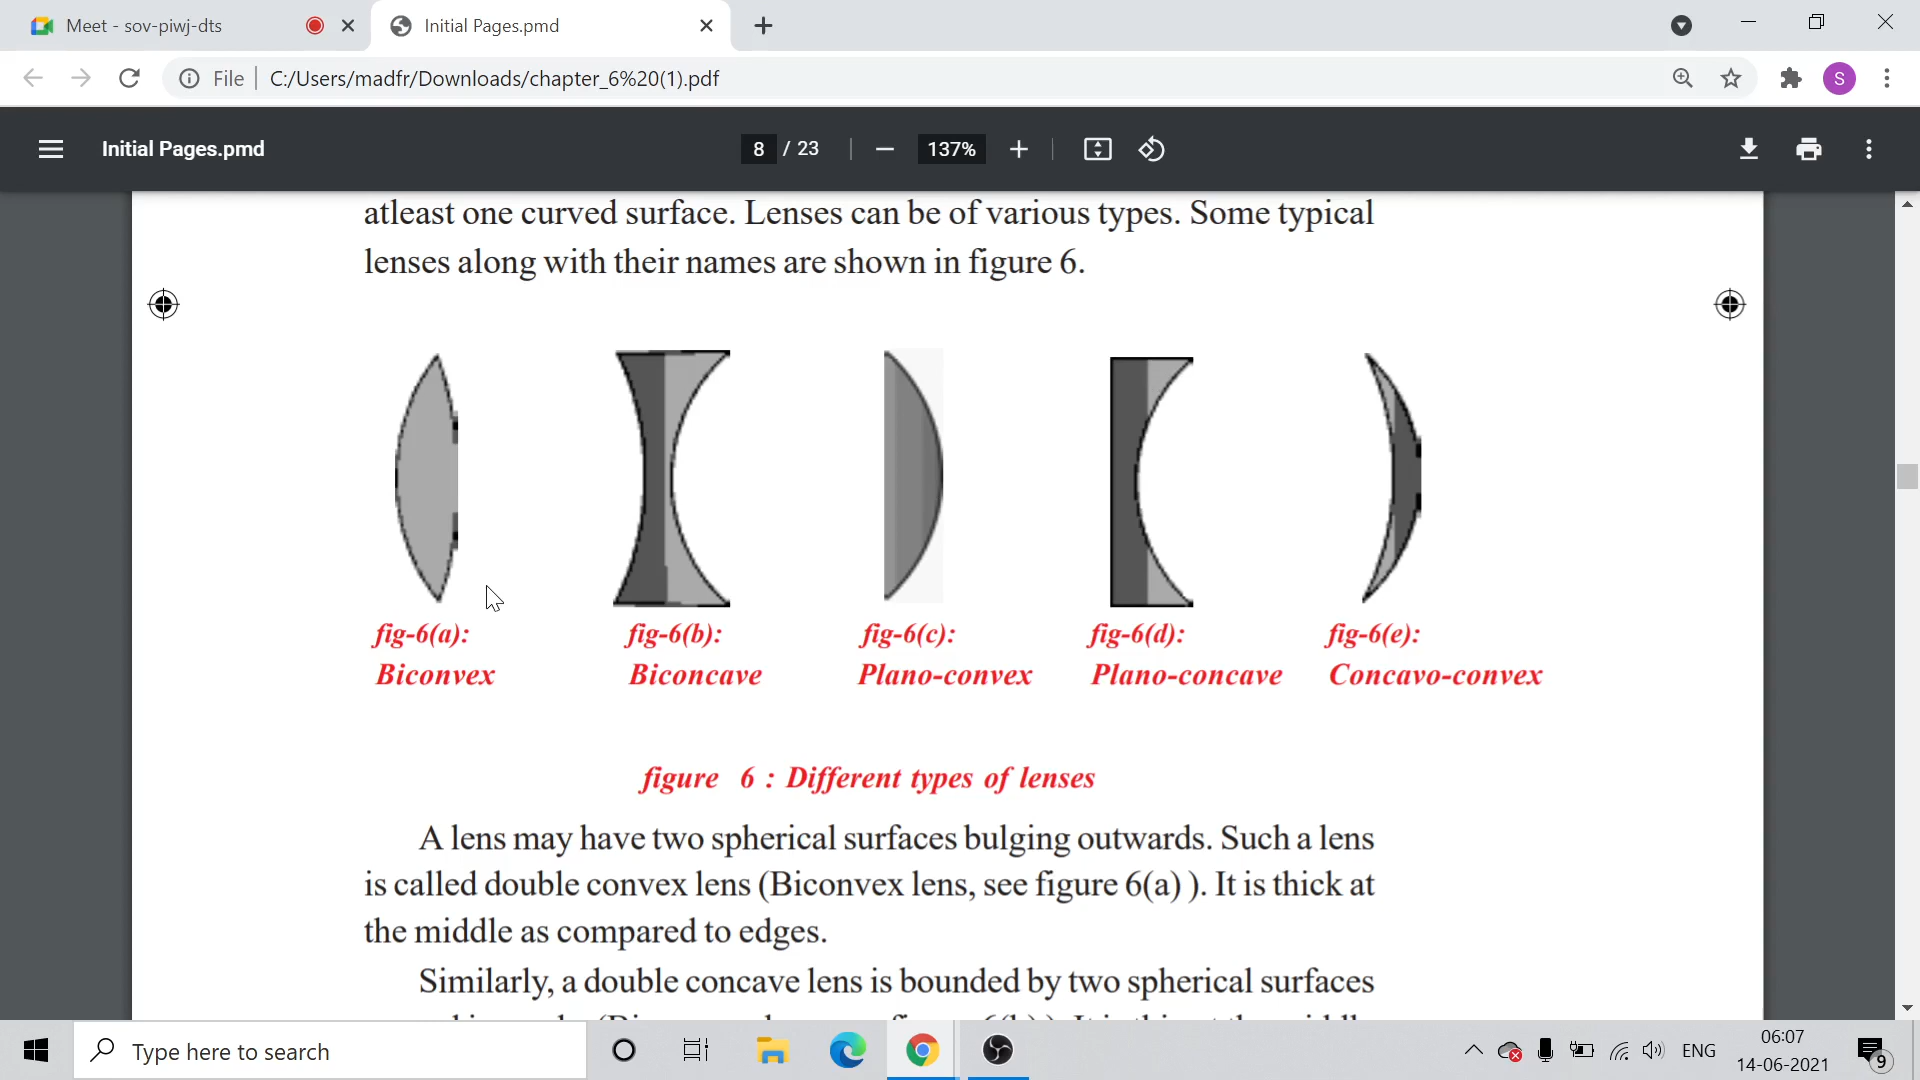 Meet - sov-piwj-dts
Initial Pages.pmd
File
C:/Users/madfr/Downloads/chapter_6%20(1).pdf
S
Initial Pages.pmd
8 / 23
137%
atleast one curved surface. Lenses can be of various types. Some typical
lenses along with their names are shown in figure 6.
fig-6(a):
Biconvex
fig-6(b):
Biconcave
fig-6(c):
Plano-convex
fig-6(d):
Plano-concave
fig-6(e):
Concavo-convex
figure 6 : Different types of lenses
A lens may have two spherical surfaces bulging outwards. Such a lens
is called double convex lens (Biconvex lens, see figure 6(a) ). It is thick at
the middle as compared to edges.
Similarly, a double concave lens is bounded by two spherical surfaces
Type here to search
ENG
06:07
14-06-2021
9